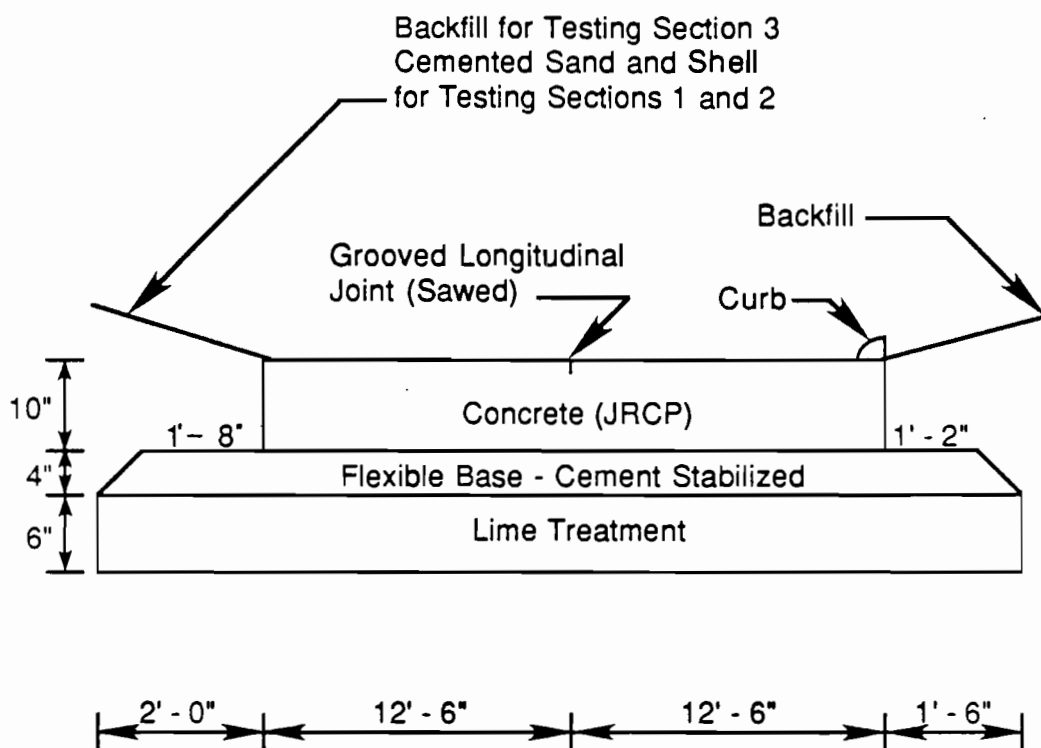 Backfill for Testing Section 3
Cemented Sand and Shell
for Testing Sections 1 and 2
Backfill
Grooved Longitudinal
Joint (Sawed)
Curb
10"
Concrete (JRCP)
1'- 8"
1' - 2"
4"
Flexible Base - Cement Stabilized
6"
Lime Treatment
2' - 0"
12' - 6"
12' - 6"
1' - 6"